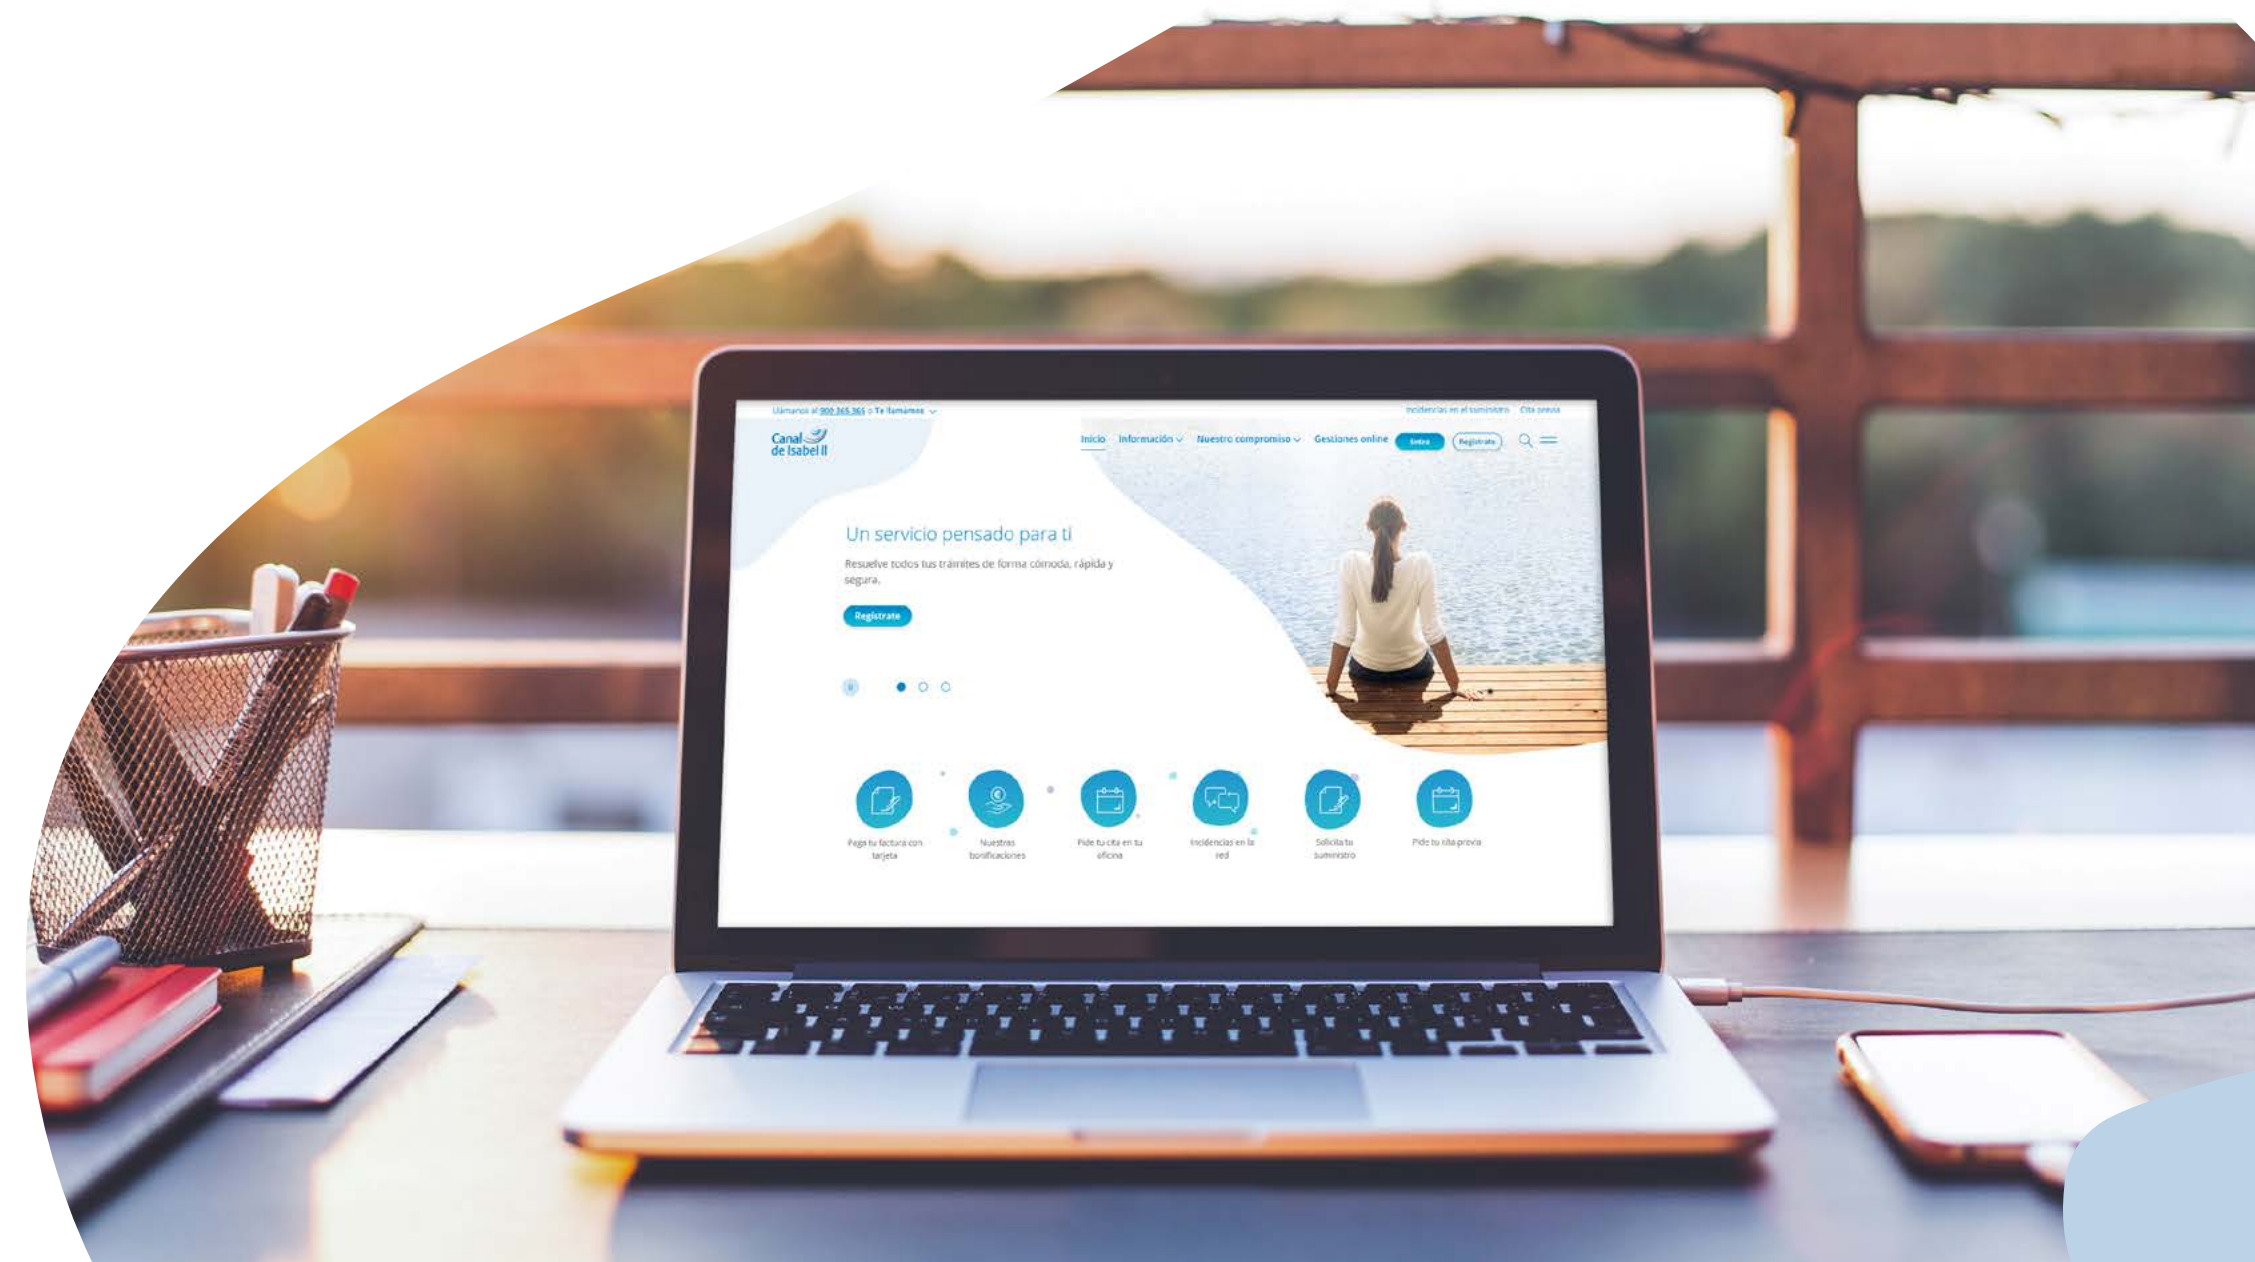 Llámanos al 900 365 365 o Te llamamos
Incidencias en el suministro Cita previa
Canal
de Isabel II
Inicio Información Nuestro compromiso Gestiones online Entra Regístrate
Un servicio pensado para ti
Resuelve todos tus trámites de forma cómoda, rápida y
segura.
Regístrate
Paga tu factura con
tarjeta
Nuestras
bonificaciones
Pide tu cita en tu
oficina
Incidencias en la
red
Solicita tu
suministro
Pide tu cita previa